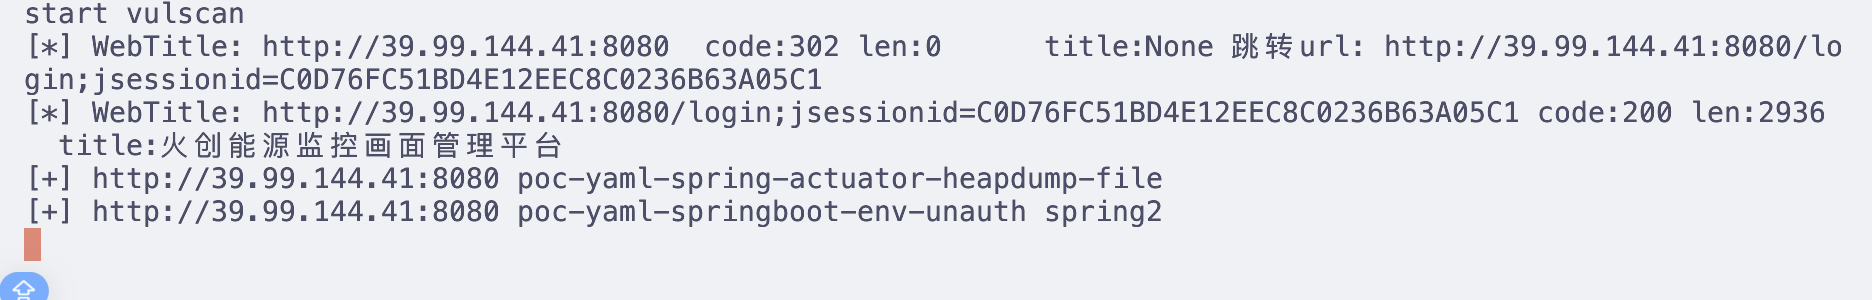 start vulscan
[*] WebTitle: http://39.99.144.41:8080  code:302 len:0      title:None 跳转url: http://39.99.144.41:8080/lo
gin;jsessionid=C0D76FC51BD4E12EEC8C0236B63A05C1
[*] WebTitle: http://39.99.144.41:8080/login;jsessionid=C0D76FC51BD4E12EEC8C0236B63A05C1 code:200 len:2936
  title:火创能源监控画面管理平台
[+] http://39.99.144.41:8080 poc-yaml-spring-actuator-heapdump-file
[+] http://39.99.144.41:8080 poc-yaml-springboot-env-unauth spring2